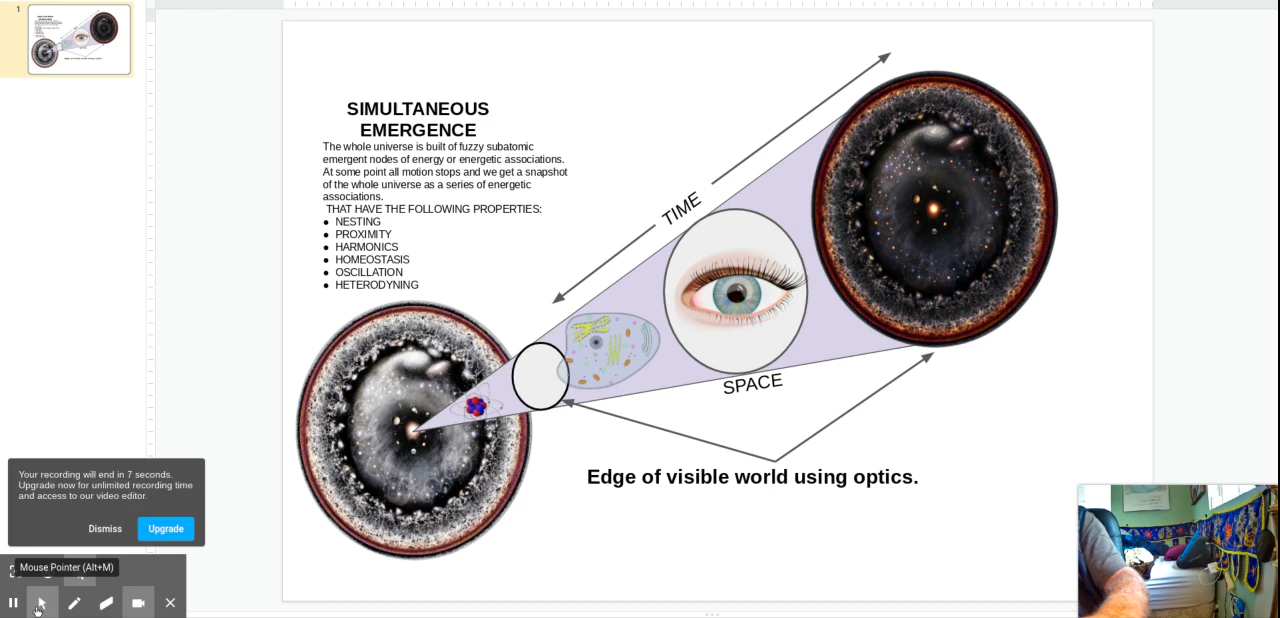 1
SIMULTANEOUS
EMERGENCE
The whole universe is built of fuzzy subatomic
emergent nodes of energy or energetic associations.
At some point all motion stops and we get a snapshot
of the whole universe as a series of energetic
associations.
THAT HAVE THE FOLLOWING PROPERTIES:
● NESTING
● PROXIMITY
● HARMONICS
● HOMEOSTASIS
● OSCILLATION
● HETERODYNING
TIME
SPACE
Edge of visible world using optics.
Your recording will end in 7 seconds.
Upgrade now for unlimited recording time
and access to our video editor.
Dismiss Upgrade
Mouse Pointer (Alt+M)